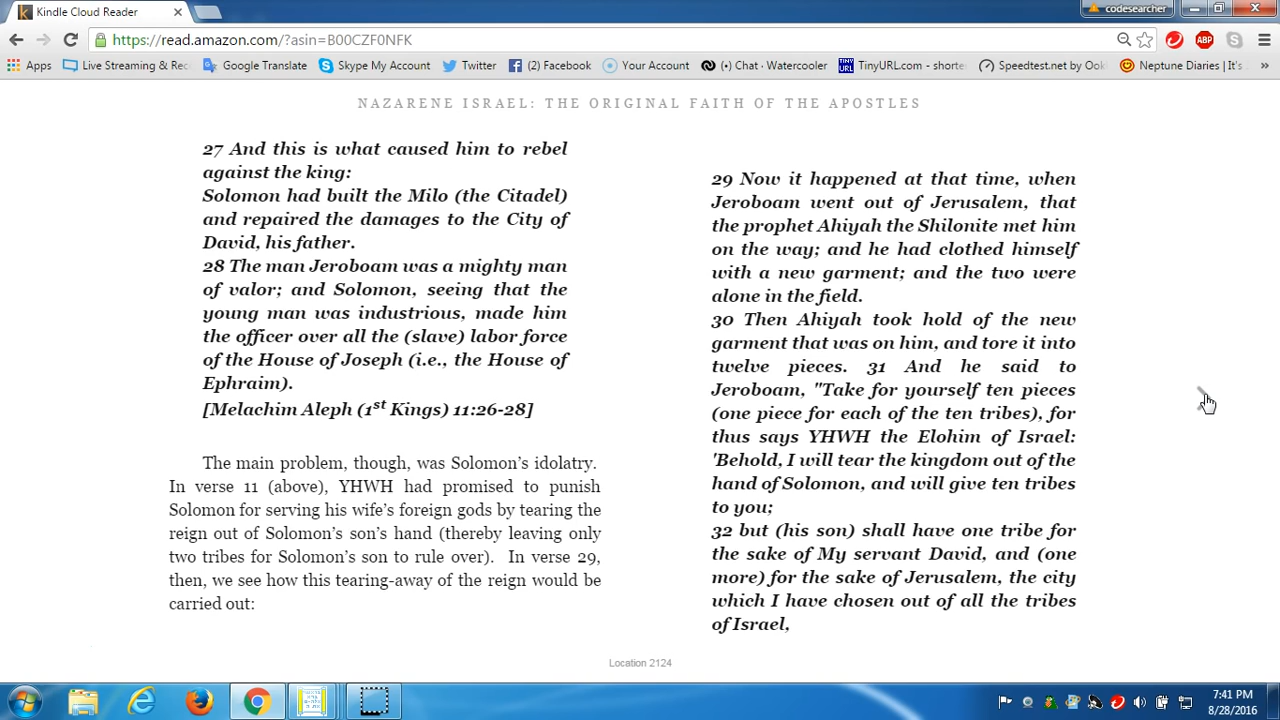 Kindle Cloud Reader
codesearcher
https://read.amazon.com/?asin=B00CZF0NFK
ABP
Apps
Live Streaming & Rec
Google Translate
Skype My Account
Twitter
(2) Facebook
Your Account
(•) Chat · Watercooler
TINY URL
TinyURL.com - shorte
Speedtest.net by Ook
Neptune Diaries | It's
»
NAZARENE ISRAEL: THE ORIGINAL FAITH OF THE APOSTLES
27 And this is what caused him to rebel
against the king:
Solomon had built the Milo (the Citadel)
and repaired the damages to the City of
David, his father.
28 The man Jeroboam was a mighty man
of valor; and Solomon, seeing that the
young man was industrious, made him
the officer over all the (slave) labor force
of the House of Joseph (i.e., the House of
Ephraim).
[Melachim Aleph (1st Kings) 11:26-28]
The main problem, though, was Solomon's idolatry.
In verse 11 (above), YHWH had promised to punish
Solomon for serving his wife's foreign gods by tearing the
reign out of Solomon's son's hand (thereby leaving only
two tribes for Solomon's son to rule over). In verse 29,
then, we see how this tearing-away of the reign would be
carried out:
29 Now it happened at that time, when
Jeroboam went out of Jerusalem, that
the prophet Ahiyah the Shilonite met him
on the way; and he had clothed himself
with a new garment; and the two were
alone in the field.
30 Then Ahiyah took hold of the new
garment that was on him, and tore it into
twelve pieces. 31 And he said to
Jeroboam, "Take for yourself ten pieces
(one piece for each of the ten tribes), for
thus says YHWH the Elohim of Israel:
'Behold, I will tear the kingdom out of the
hand of Solomon, and will give ten tribes
to you;
32 but (his son) shall have one tribe for
the sake of My servant David, and (one
more) for the sake of Jerusalem, the city
which I have chosen out of all the tribes
of Israel,
Location 2124
7:41 PM
8/28/2016